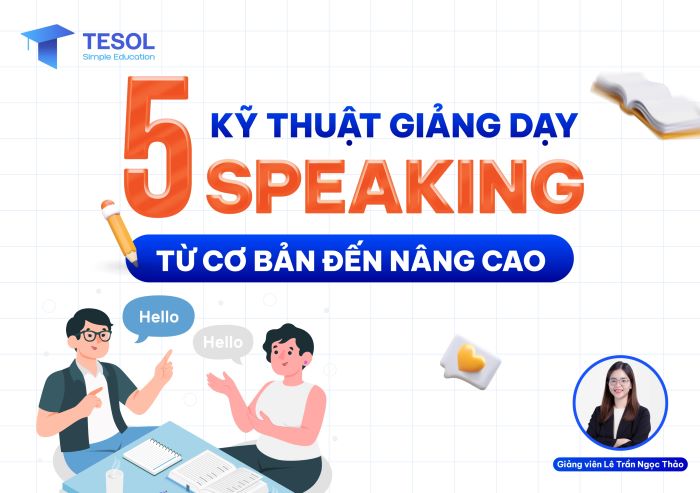 TESOL
Simple Education
5 KỸ THUẬT GIẢNG DẠY
SPEAKING
TỪ CƠ BẢN ĐẾN NÂNG CAO
Hello
Hello
Giảng viên Lê Trần Ngọc Thảo